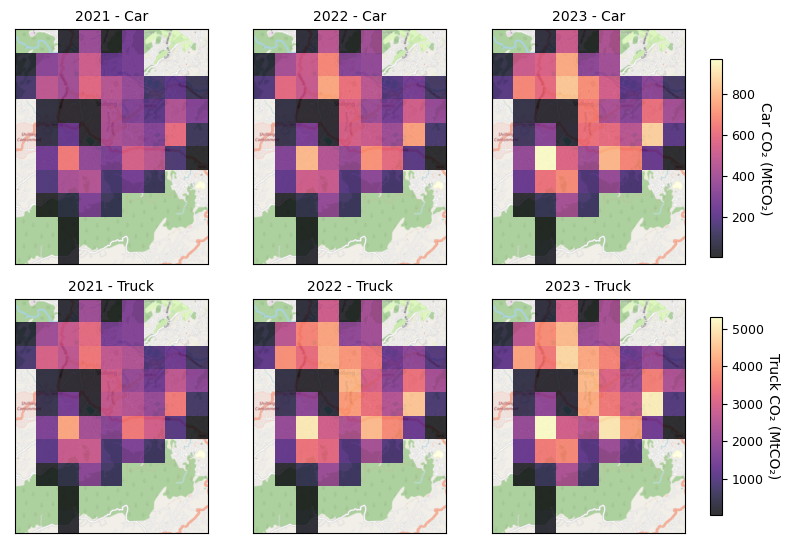 2021 - Car
2022 - Car
2023 - Car
800
600
400
200
Car CO₂ (MtCO₂)
2021 - Truck
2022 - Truck
2023 - Truck
5000
4000
3000
2000
1000
Truck CO₂ (MtCO₂)